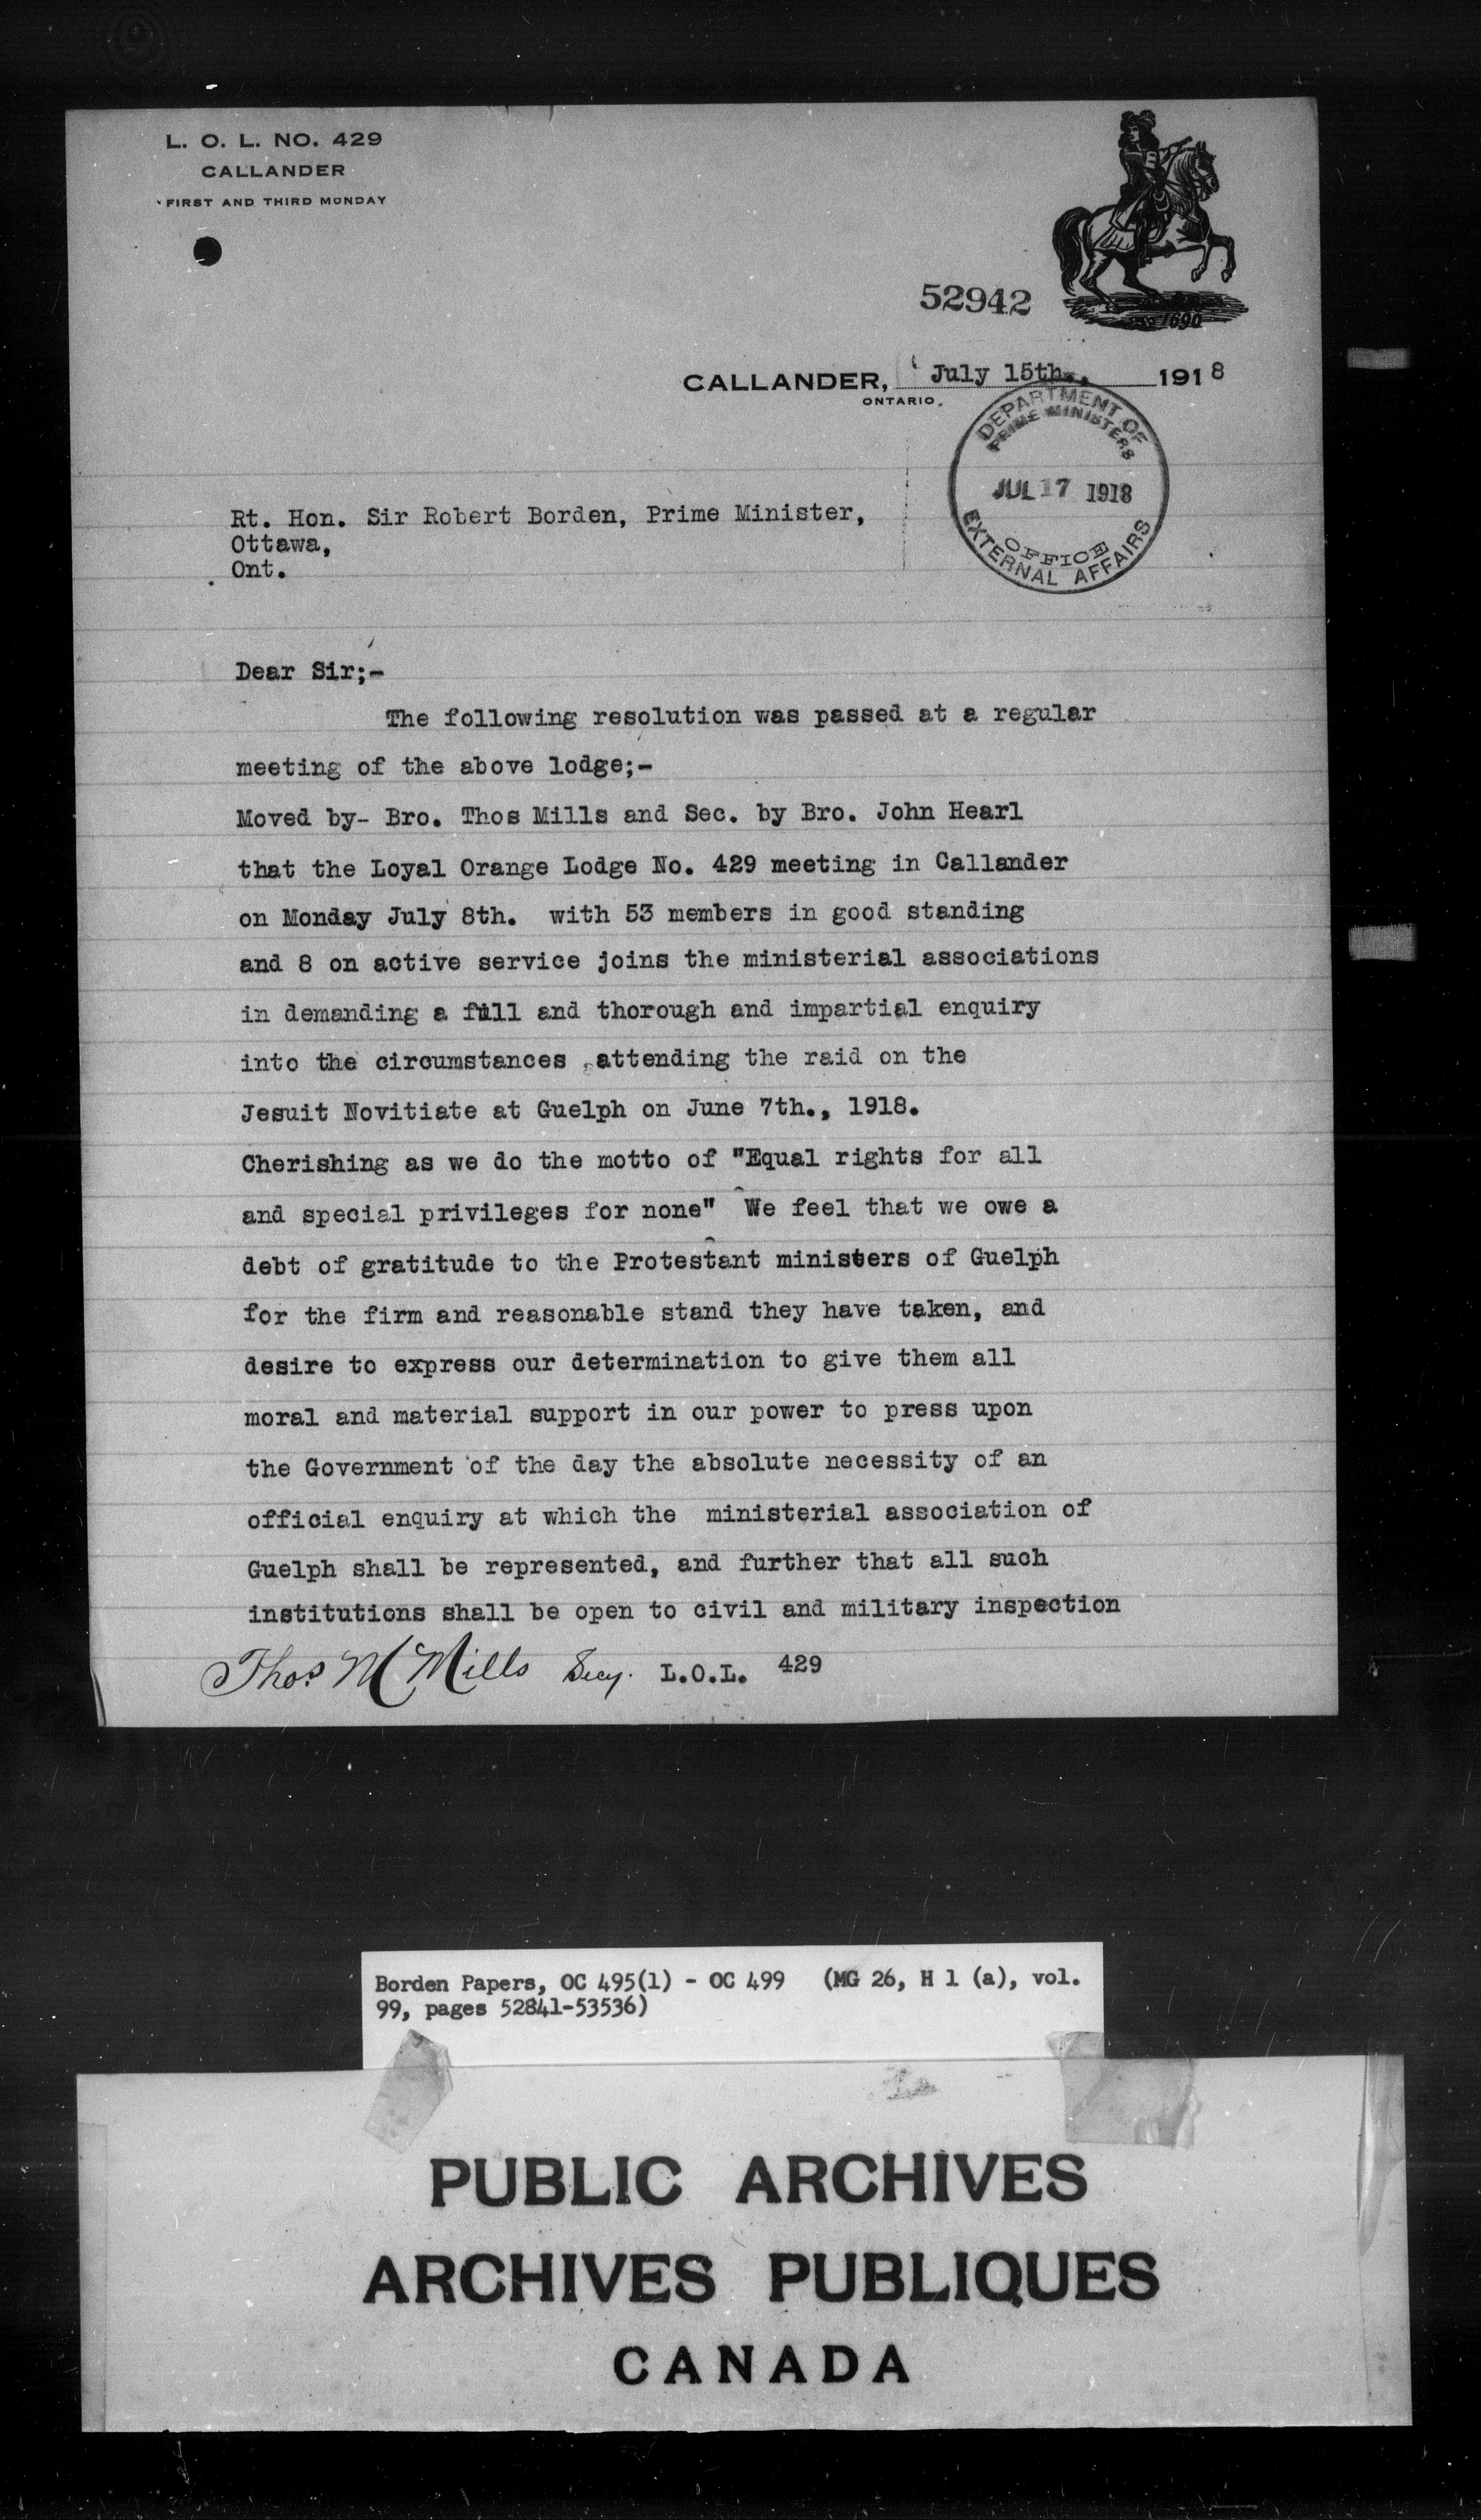 L. O. L. NO. 429
CALLANDER
FIRST AND THIRD MONDAY
1690
52942
CALLANDER, July 15th., 1918
ONTARIO.
DEPARTMENT OF
PRIME MINISTERS
JUL 17 1918
OFFICE
EXTERNAL AFFAIRS
Rt. Hon. Sir Robert Borden, Prime Minister,
Ottawa,
Ont.
Dear Sir;-
The following resolution was passed at a regular
meeting of the above lodge;-
Moved by- Bro. Thos Mills and Sec. by Bro. John Hearl
that the Loyal Orange Lodge No. 429 meeting in Callander
on Monday July 8th. with 53 members in good standing
and 8 on active service joins the ministerial associations
in demanding a full and thorough and impartial enquiry
into the circumstances attending the raid on the
Jesuit Novitiate at Guelph on June 7th., 1918.
Cherishing as we do the motto of "Equal rights for all
and special privileges for none" We feel that we owe a
debt of gratitude to the Protestant ministers of Guelph
for the firm and reasonable stand they have taken, and
desire to express our determination to give them all
moral and material support in our power to press upon
the Government of the day the absolute necessity of an
official enquiry at which the ministerial association of
Guelph shall be represented, and further that all such
institutions shall be open to civil and military inspection
Thos M Mills Secy. L.O.L. 429
Borden Papers, OC 495(1) - OC 499 (MG 26, H 1 (a), vol.
99, pages 52841-53536)
PUBLIC ARCHIVES
ARCHIVES PUBLIQUES
CANADA